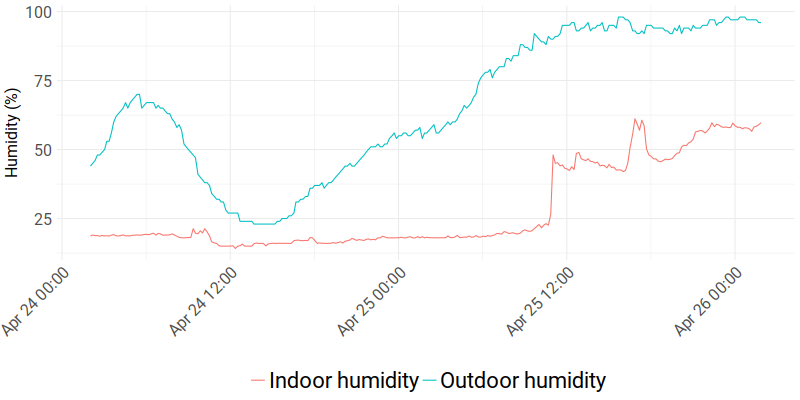 100
75
50
25
Humidity (%)
Apr 24 00:00
Apr 24 12:00
Apr 25 00:00
Apr 25 12:00
Apr 26 00:00
Indoor humidity
Outdoor humidity